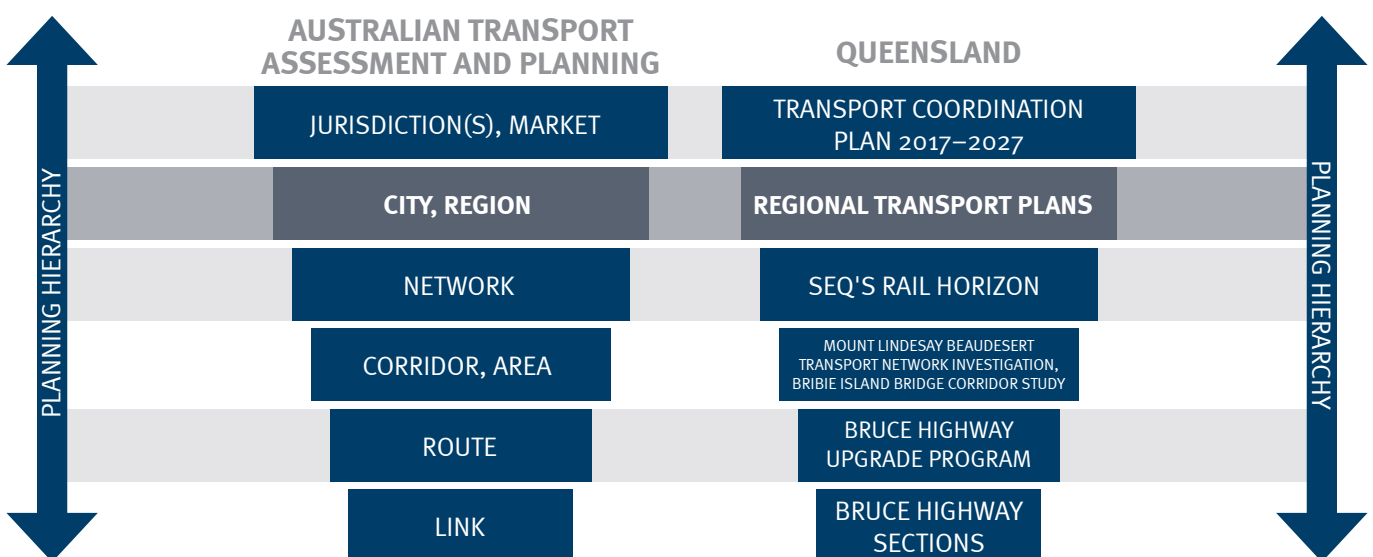 AUSTRALIAN TRANSPORT
ASSESSMENT AND PLANNING
QUEENSLAND
PLANNING HIERARCHY
JURISDICTION(S), MARKET
TRANSPORT COORDINATION
PLAN 2017–2027
CITY, REGION
REGIONAL TRANSPORT PLANS
NETWORK
SEQ'S RAIL HORIZON
CORRIDOR, AREA
MOUNT LINDESAY BEAUDESERT
TRANSPORT NETWORK INVESTIGATION,
BRIBIE ISLAND BRIDGE CORRIDOR STUDY
ROUTE
BRUCE HIGHWAY
UPGRADE PROGRAM
LINK
BRUCE HIGHWAY
SECTIONS
PLANNING HIERARCHY